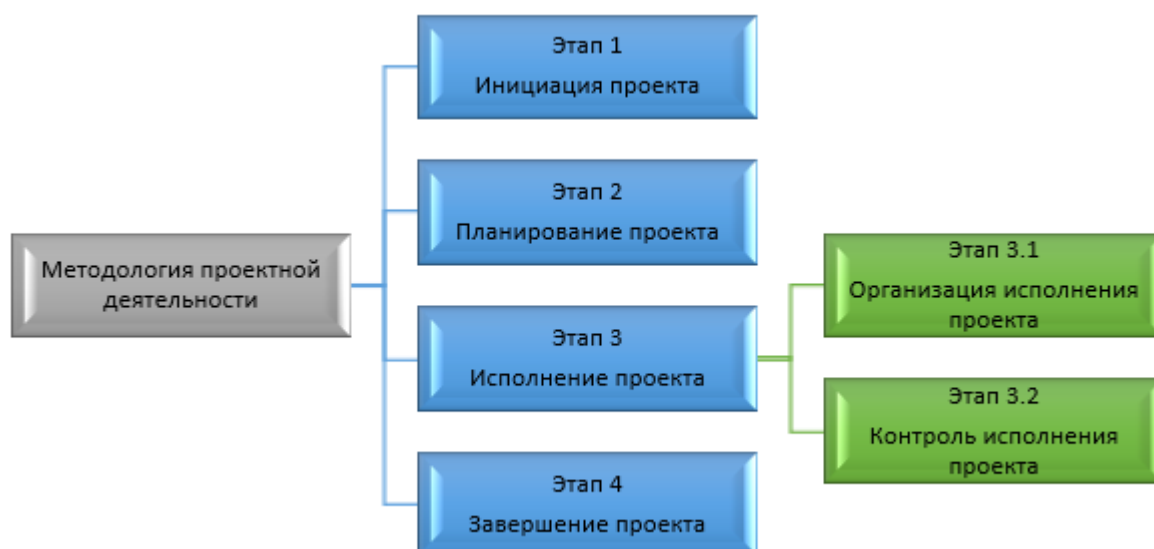 Этап 1
Инициация проекта
Этап 2
Планирование проекта
Методология проектной
деятельности
Этап 3
Исполнение проекта
Этап 3.1
Организация исполнения
проекта
Этап 3.2
Контроль исполнения
проекта
Этап 4
Завершение проекта